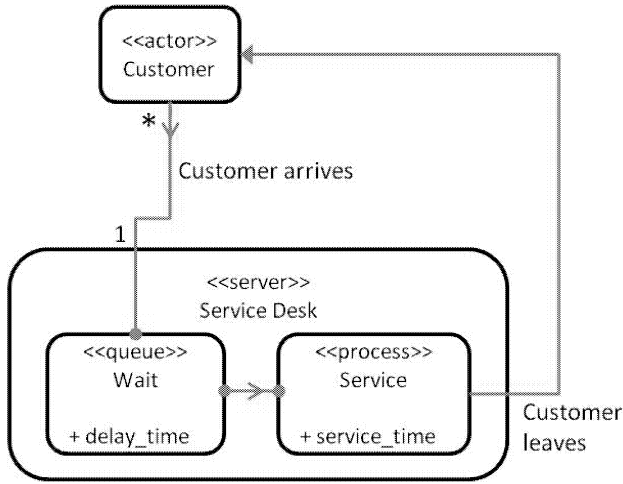 <<actor>>
Customer
*
Customer arrives
1
<<server>>
Service Desk
<<queue>>
Wait
+ delay_time
<<process>>
Service
+ service_time
Customer
leaves